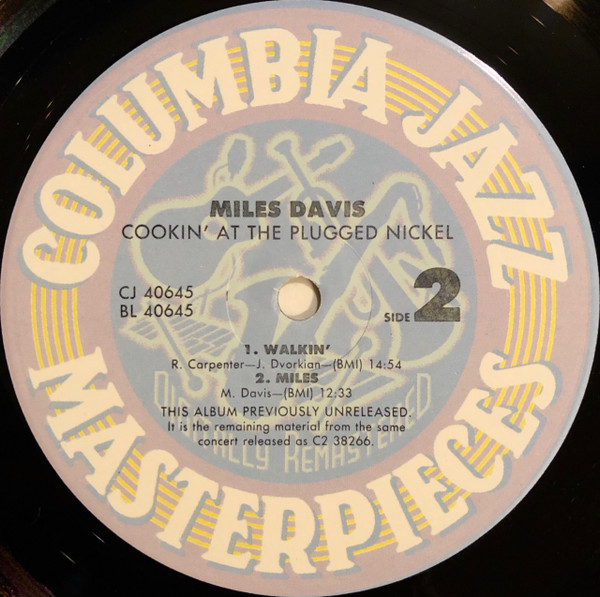 COLUMBIA JAZZ
MILES DAVIS
COOKIN' AT THE PLUGGED NICKEL
CJ 40645
BL 40645
SIDE 2
1. WALKIN'
R. Carpenter—J. Dvorkian—(BMI) 14:54
2. MILES
M. Davis—(BMI) 12:33
THIS ALBUM PREVIOUSLY UNRELEASED.
It is the remaining material from the same
concert released as C2 38266.
DIGITALLY REMASTERED
MASTERPIECES